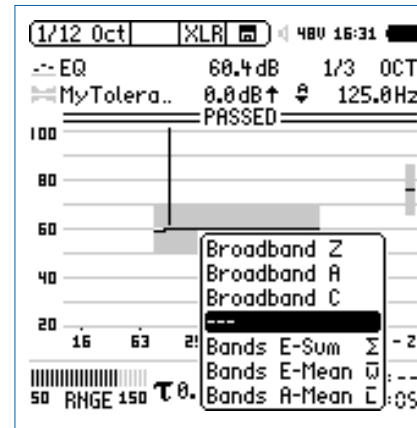 1/12 Oct XLR 48V 16:31
EQ 60.4dB 1/3 OCT
MyTolera.. 0.0dB↑ 125.0Hz
PASSED
100
80
60
40
20
16 63
Broadband Z
Broadband A
Broadband C
---
Bands E-Sum Σ
Bands E-Mean
Bands A-Mean
50 RNGE 150 τ 0.